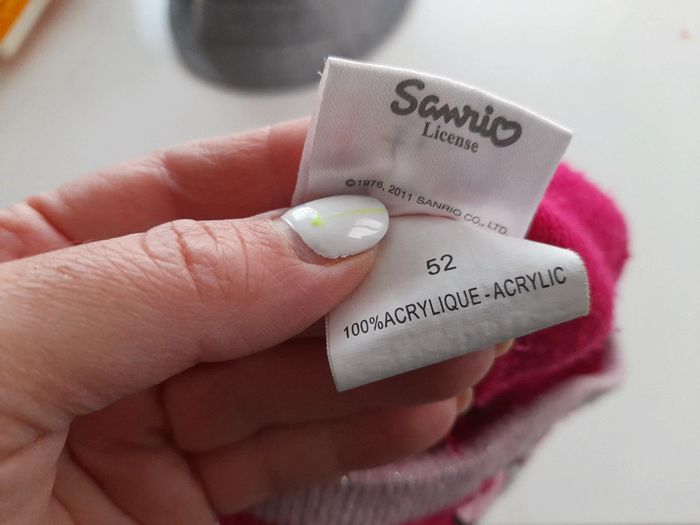 Sanrio
License
©1976, 2011 SANRIO CO., LTD.
52
100%ACRYLIQUE-ACRYLIC